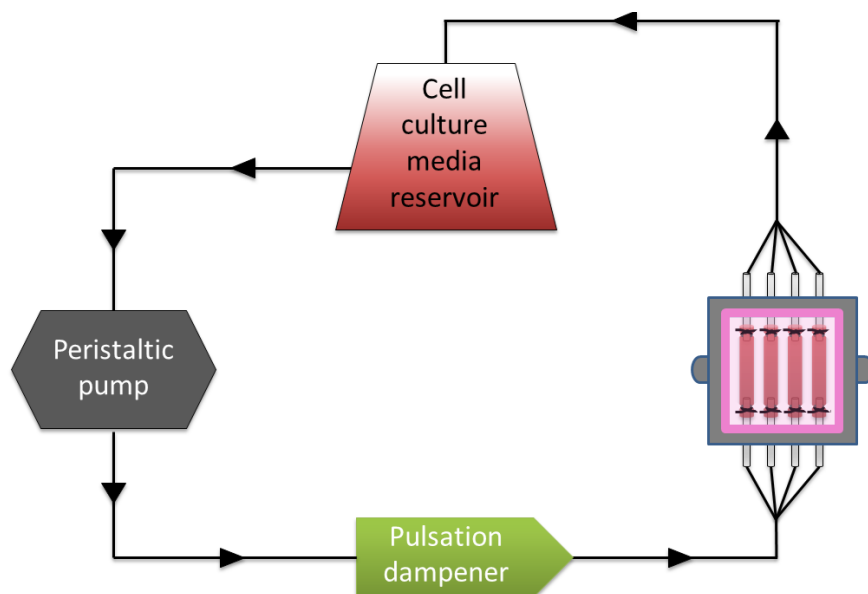 Cell
culture
media
reservoir
Peristaltic
pump
Pulsation
dampener